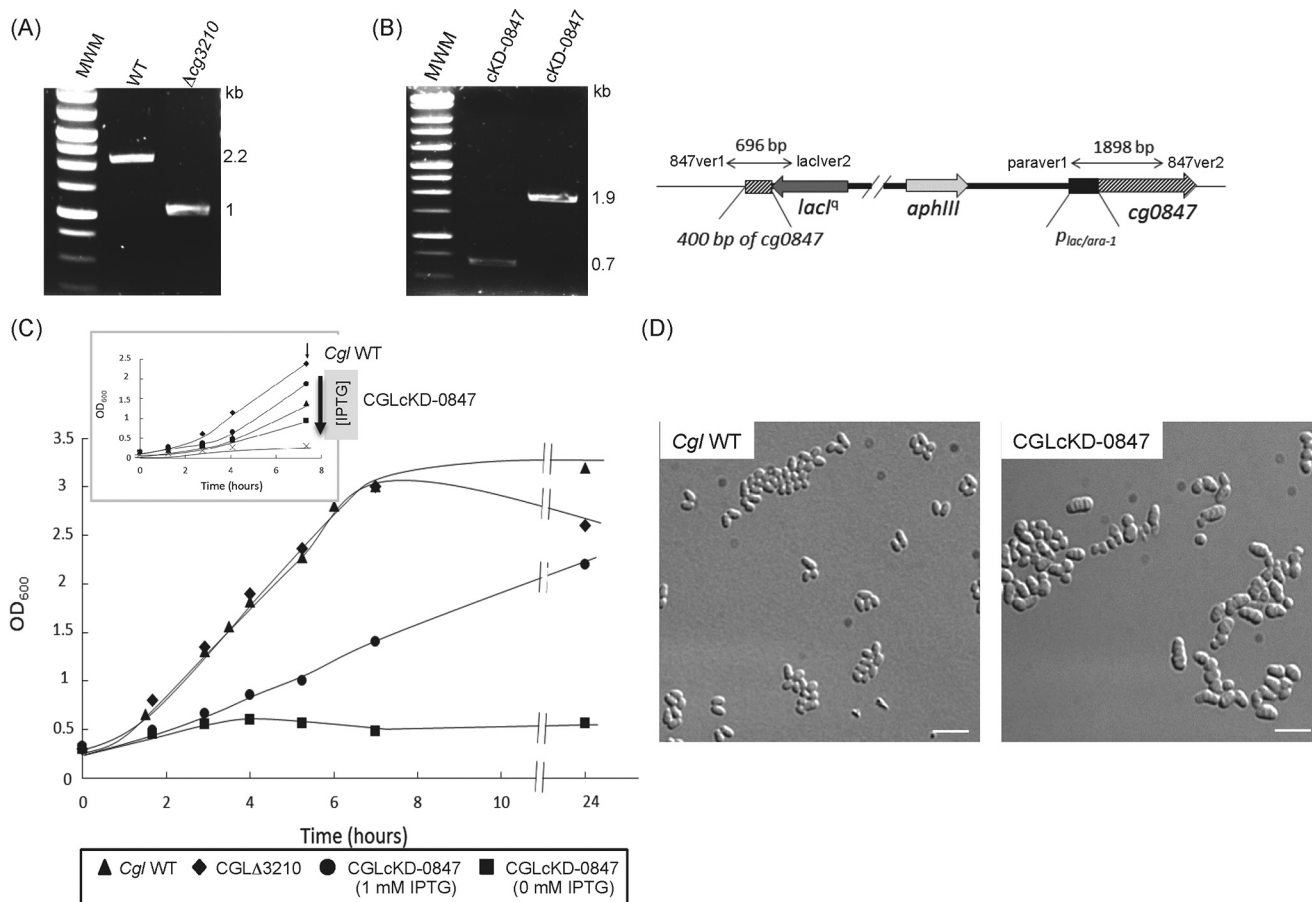 (A)
MWM
WT
Δcg3210
kb
2.2
1
(B)
MWM
cKD-0847
cKD-0847
kb
1.9
0.7
696 bp
847ver1
lacIver2
lacIq
400 bp of cg0847
aphIII
paraver1
1898 bp
847ver2
cg0847
plac/ara-1
(C)
2.5
2
1.5
1
0.5
0
OD600
0 2 4 6 8
Time (hours)
Cgl WT
[IPTG]
CGLcKD-0847
3.5
3
2.5
2
1.5
1
0.5
0
OD600
0 2 4 6 8 10 24
Time (hours)
Cgl WT
CGLΔ3210
CGLcKD-0847
(1 mM IPTG)
CGLcKD-0847
(0 mM IPTG)
(D)
Cgl WT
CGLcKD-0847